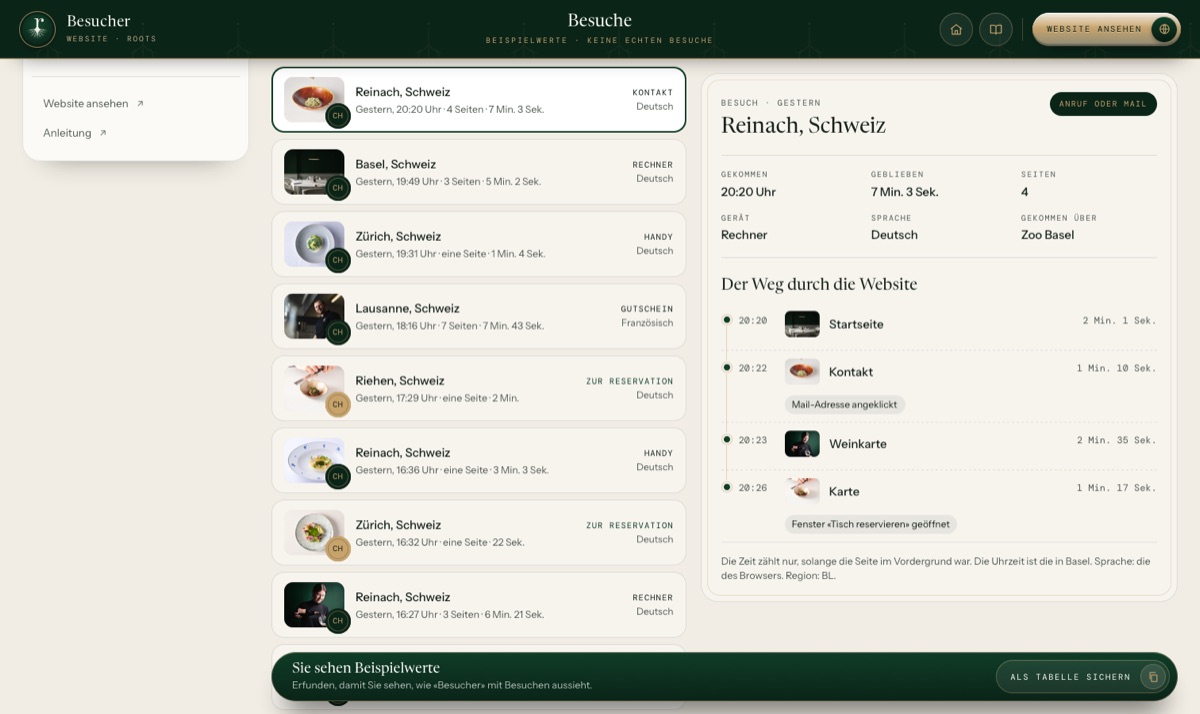 Besucher
WEBSITE · ROOTS
Besuche
BEISPIELWERTE · KEINE ECHTEN BESUCHE
WEBSITE ANSEHEN
Website ansehen ↗
Anleitung ↗
Reinach, Schweiz
Gestern, 20:20 Uhr · 4 Seiten · 7 Min. 3 Sek.
KONTAKT
Deutsch
CH
Basel, Schweiz
Gestern, 19:49 Uhr · 3 Seiten · 5 Min. 2 Sek.
RECHNER
Deutsch
CH
Zürich, Schweiz
Gestern, 19:31 Uhr · eine Seite · 1 Min. 4 Sek.
HANDY
Deutsch
CH
Lausanne, Schweiz
Gestern, 18:16 Uhr · 7 Seiten · 7 Min. 43 Sek.
GUTSCHEIN
Französisch
CH
Riehen, Schweiz
Gestern, 17:29 Uhr · eine Seite · 2 Min.
ZUR RESERVATION
Deutsch
CH
Reinach, Schweiz
Gestern, 16:36 Uhr · eine Seite · 3 Min. 3 Sek.
HANDY
Deutsch
CH
Zürich, Schweiz
Gestern, 16:32 Uhr · eine Seite · 22 Sek.
ZUR RESERVATION
Deutsch
CH
Reinach, Schweiz
Gestern, 16:27 Uhr · 3 Seiten · 6 Min. 21 Sek.
RECHNER
Deutsch
CH
BESUCH · GESTERN
Reinach, Schweiz
ANRUF ODER MAIL
GEKOMMEN
20:20 Uhr
GEBLIEBEN
7 Min. 3 Sek.
SEITEN
4
GERÄT
Rechner
SPRACHE
Deutsch
GEKOMMEN ÜBER
Zoo Basel
Der Weg durch die Website
20:20 Startseite 2 Min. 1 Sek.
20:22 Kontakt 1 Min. 10 Sek.
Mail-Adresse angeklickt
20:23 Weinkarte 2 Min. 35 Sek.
20:26 Karte 1 Min. 17 Sek.
Fenster «Tisch reservieren» geöffnet
Die Zeit zählt nur, solange die Seite im Vordergrund war. Die Uhrzeit ist die in Basel. Sprache: die
des Browsers. Region: BL.
Sie sehen Beispielwerte
Erfunden, damit Sie sehen, wie «Besucher» mit Besuchen aussieht.
ALS TABELLE SICHERN